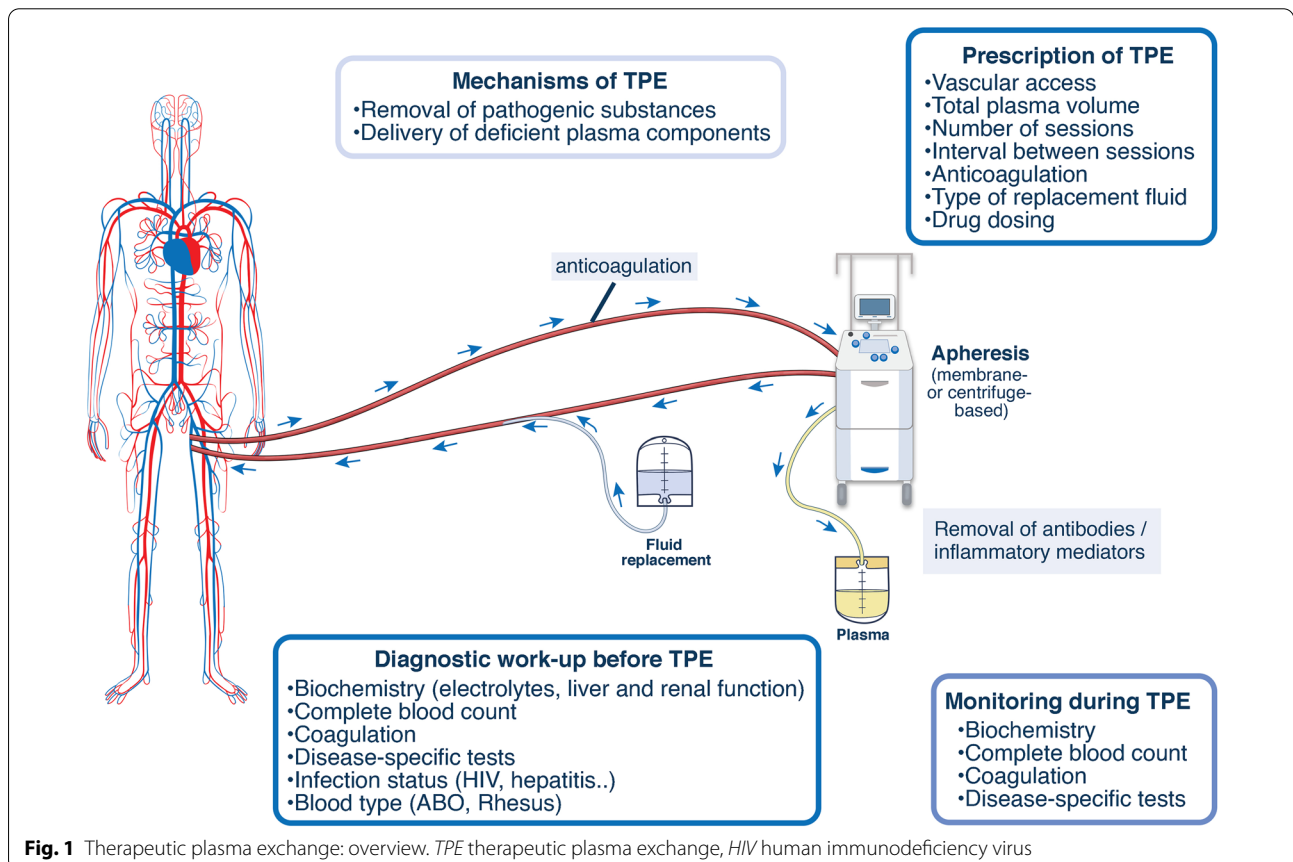 Mechanisms of TPE
•Removal of pathogenic substances
•Delivery of deficient plasma components
Prescription of TPE
•Vascular access
•Total plasma volume
•Number of sessions
•Interval between sessions
•Anticoagulation
•Type of replacement fluid
•Drug dosing
anticoagulation
Apheresis
(membrane-
or centrifuge-
based)
Fluid
replacement
Removal of antibodies /
inflammatory mediators
Plasma
Diagnostic work-up before TPE
•Biochemistry (electrolytes, liver and renal function)
•Complete blood count
•Coagulation
•Disease-specific tests
•Infection status (HIV, hepatitis..)
•Blood type (ABO, Rhesus)
Monitoring during TPE
•Biochemistry
•Complete blood count
•Coagulation
•Disease-specific tests
Fig. 1 Therapeutic plasma exchange: overview. TPE therapeutic plasma exchange, HIV human immunodeficiency virus